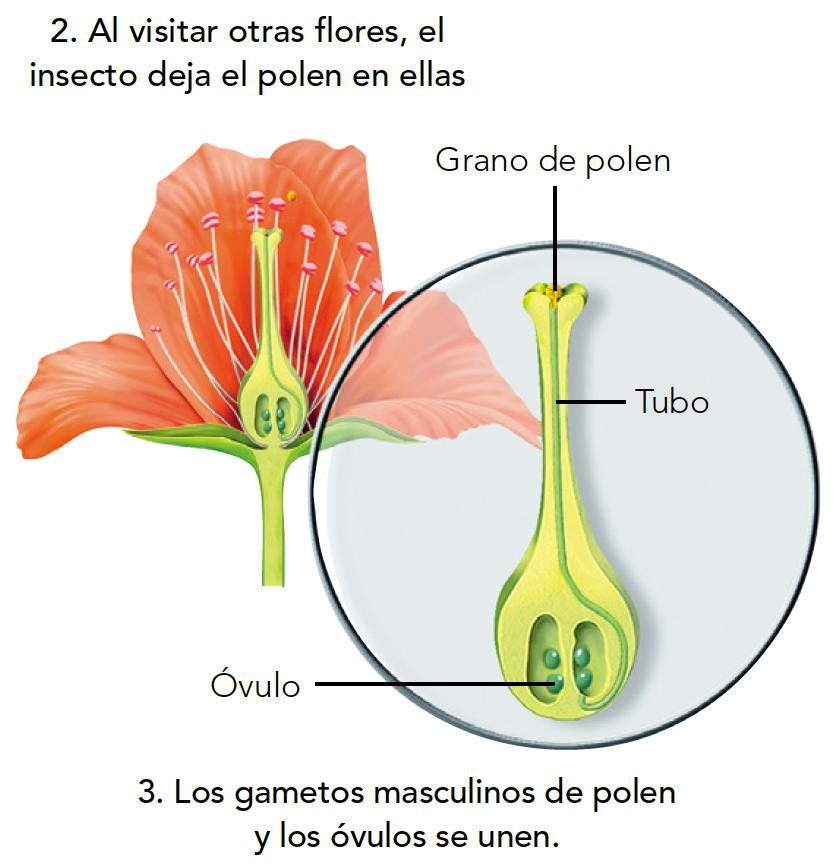 2. Al visitar otras flores, el
insecto deja el polen en ellas
Grano de polen
Tubo
Óvulo
3. Los gametos masculinos de polen
y los óvulos se unen.